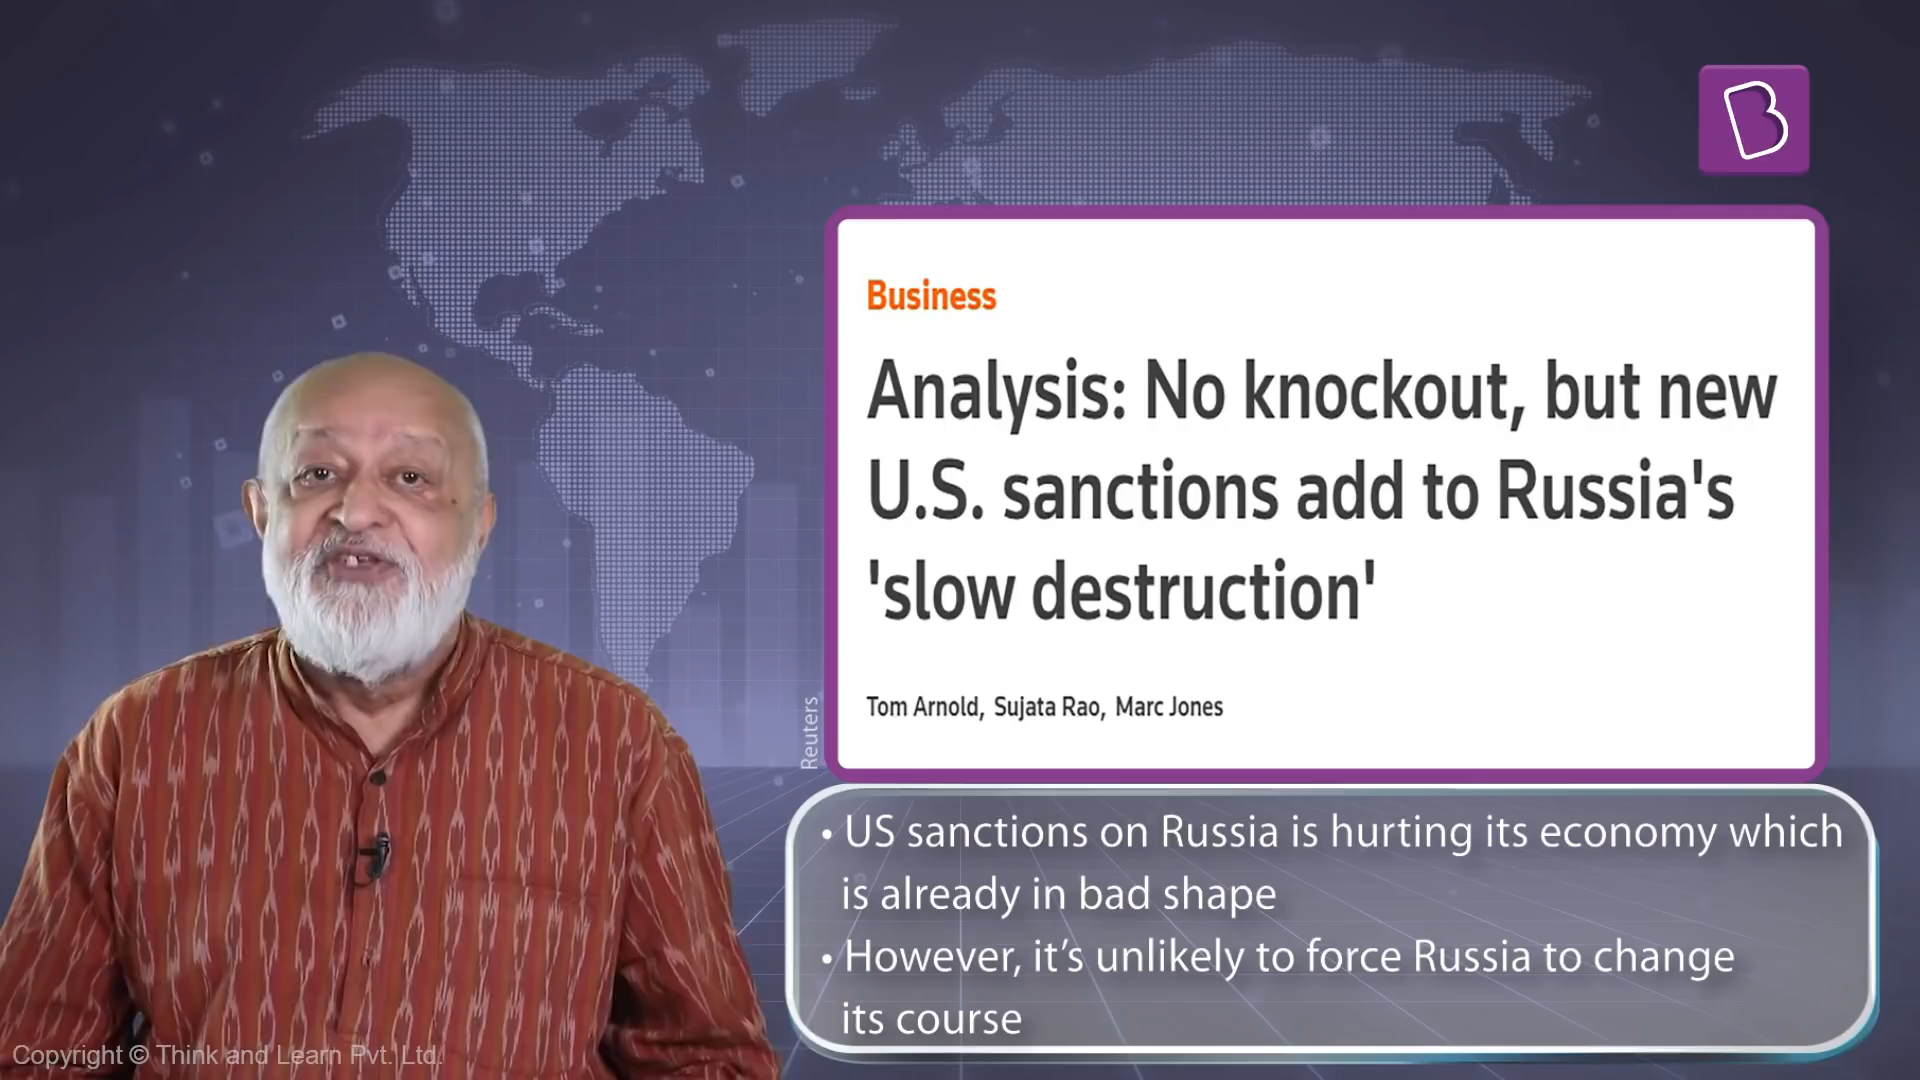 B
Business
Analysis: No knockout, but new
U.S. sanctions add to Russia's
'slow destruction'
Tom Arnold, Sujata Rao, Marc Jones
Reuters
• US sanctions on Russia is hurting its economy which
is already in bad shape
• However, it’s unlikely to force Russia to change
its course
Copyright © Think and Learn Pvt. Ltd.